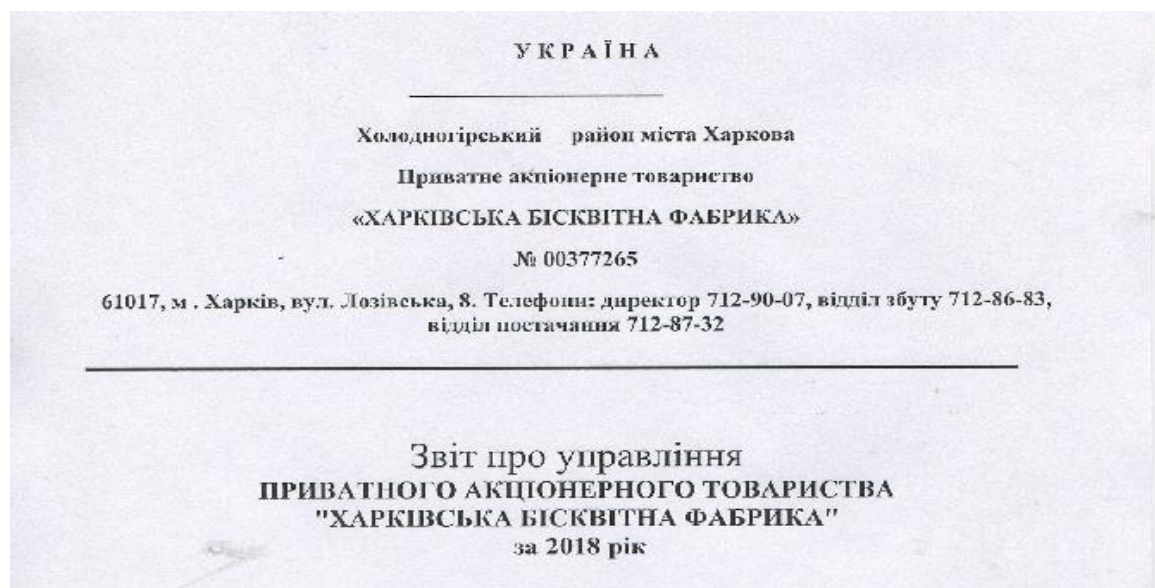 У К Р А Ї Н А
Холодногірський район міста Харкова
Приватне акціонерне товариство
«ХАРКІВСЬКА БІСКВІТНА ФАБРИКА»
№ 00377265
61017, м . Харків, вул. Лозівська, 8. Телефони: директор 712-90-07, відділ збуту 712-86-83,
відділ постачання 712-87-32
Звіт про управління
ПРИВАТНОГО АКЦІОНЕРНОГО ТОВАРИСТВА
"ХАРКІВСЬКА БІСКВІТНА ФАБРИКА"
за 2018 рік